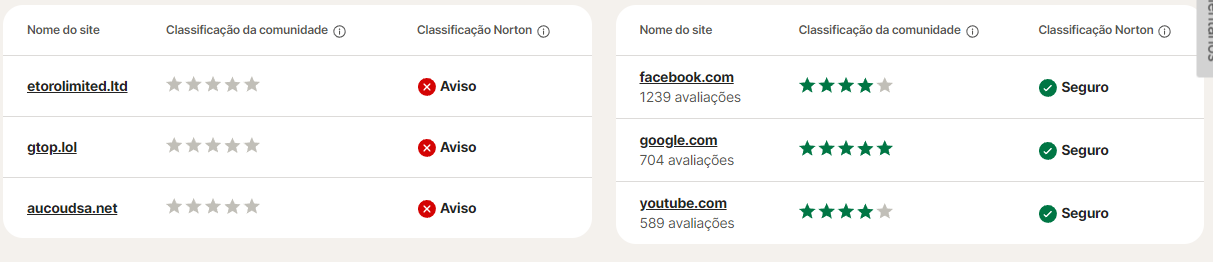 Nome do site Classificação da comunidade Classificação Norton
etorolimited.ltd Aviso
gtop.lol Aviso
aucoudsa.net Aviso
Nome do site Classificação da comunidade Classificação Norton
facebook.com Seguro
1239 avaliações
google.com Seguro
704 avaliações
youtube.com Seguro
589 avaliações